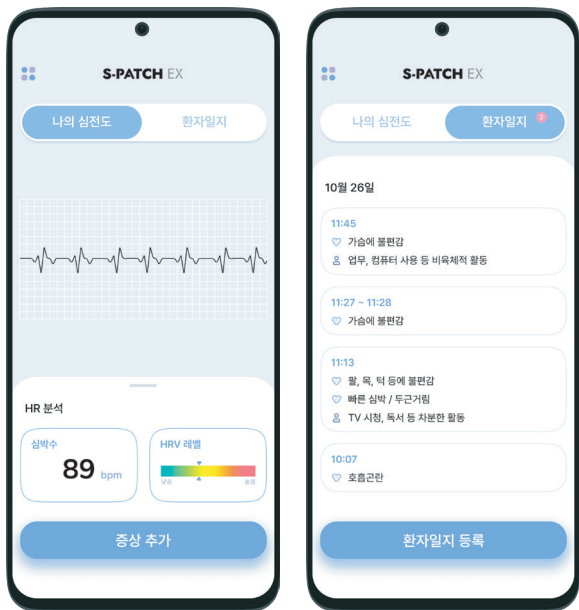 S-PATCH EX
나의 심전도 환자일지
HR 분석
심박수
89 bpm
HRV 레벨
낮음 높음
증상 추가
S-PATCH EX
나의 심전도 환자일지 2
10월 26일
11:45
가슴에 불편감
업무, 컴퓨터 사용 등 비육체적 활동
11:27 ~ 11:28
가슴에 불편감
11:13
팔, 목, 턱 등에 불편감
빠른 심박 / 두근거림
TV 시청, 독서 등 차분한 활동
10:07
호흡곤란
환자일지 등록